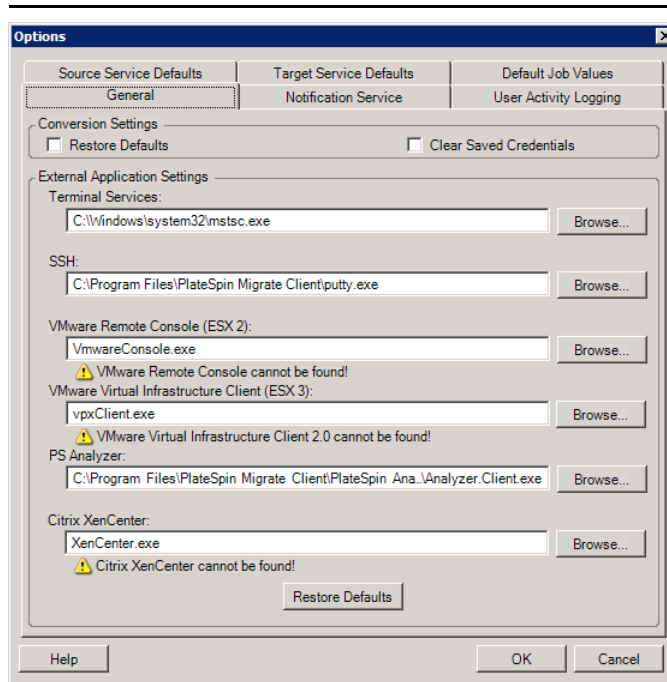 Options
Source Service Defaults
Target Service Defaults
Default Job Values
General
Notification Service
User Activity Logging
Conversion Settings
Restore Defaults
Clear Saved Credentials
External Application Settings
Terminal Services:
C:\Windows\system32\mstsc.exe
Browse...
SSH:
C:\Program Files\PlateSpin Migrate Client\putty.exe
Browse...
VMware Remote Console (ESX 2):
VmwareConsole.exe
Browse...
VMware Remote Console cannot be found!
VMware Virtual Infrastructure Client (ESX 3):
vpxClient.exe
Browse...
VMware Virtual Infrastructure Client 2.0 cannot be found!
PS Analyzer:
C:\Program Files\PlateSpin Migrate Client\PlateSpin Ana..\Analyzer.Client.exe
Browse...
Citrix XenCenter:
XenCenter.exe
Browse...
Citrix XenCenter cannot be found!
Restore Defaults
Help
OK
Cancel